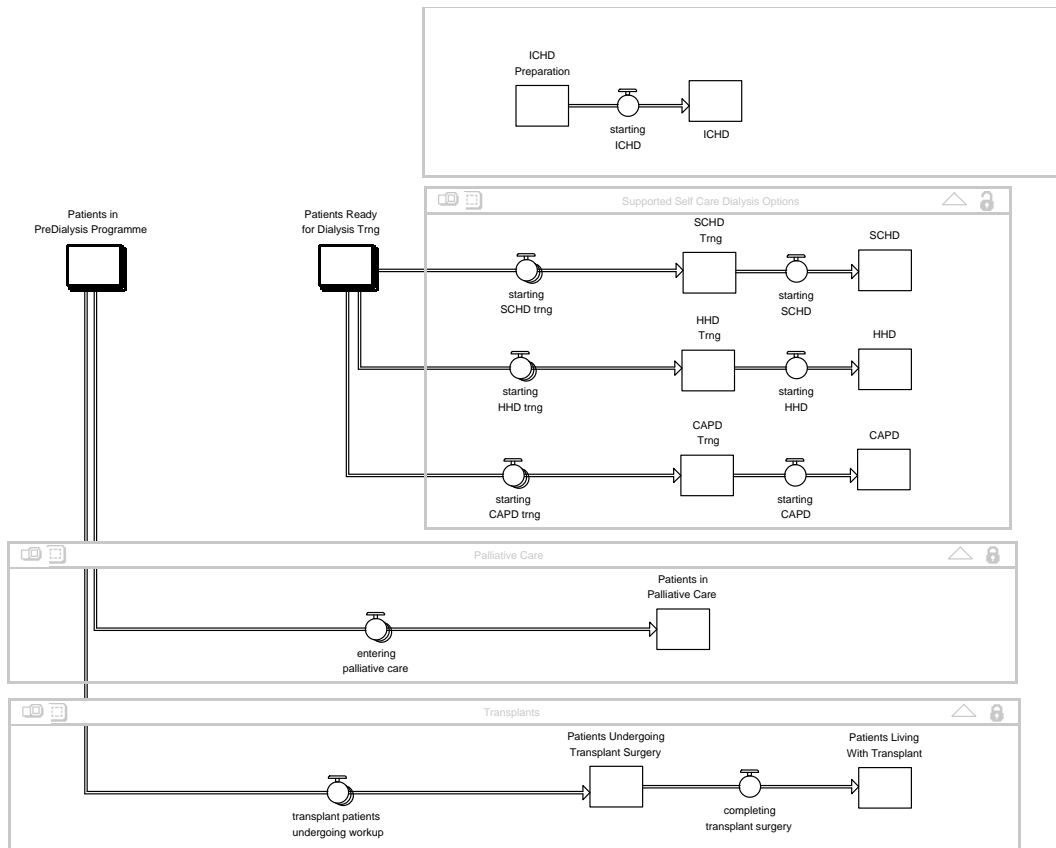 ICHD
Preparation
starting
ICHD
ICHD
Supported Self Care Dialysis Options
Patients in
PreDialysis Programme
Patients Ready
for Dialysis Trng
starting
SCHD trng
SCHD
Trng
starting
SCHD
SCHD
starting
HHD trng
HHD
Trng
starting
HHD
HHD
starting
CAPD trng
CAPD
Trng
starting
CAPD
CAPD
Palliative Care
entering
palliative care
Patients in
Palliative Care
Transplants
transplant patients
undergoing workup
Patients Undergoing
Transplant Surgery
completing
transplant surgery
Patients Living
With Transplant